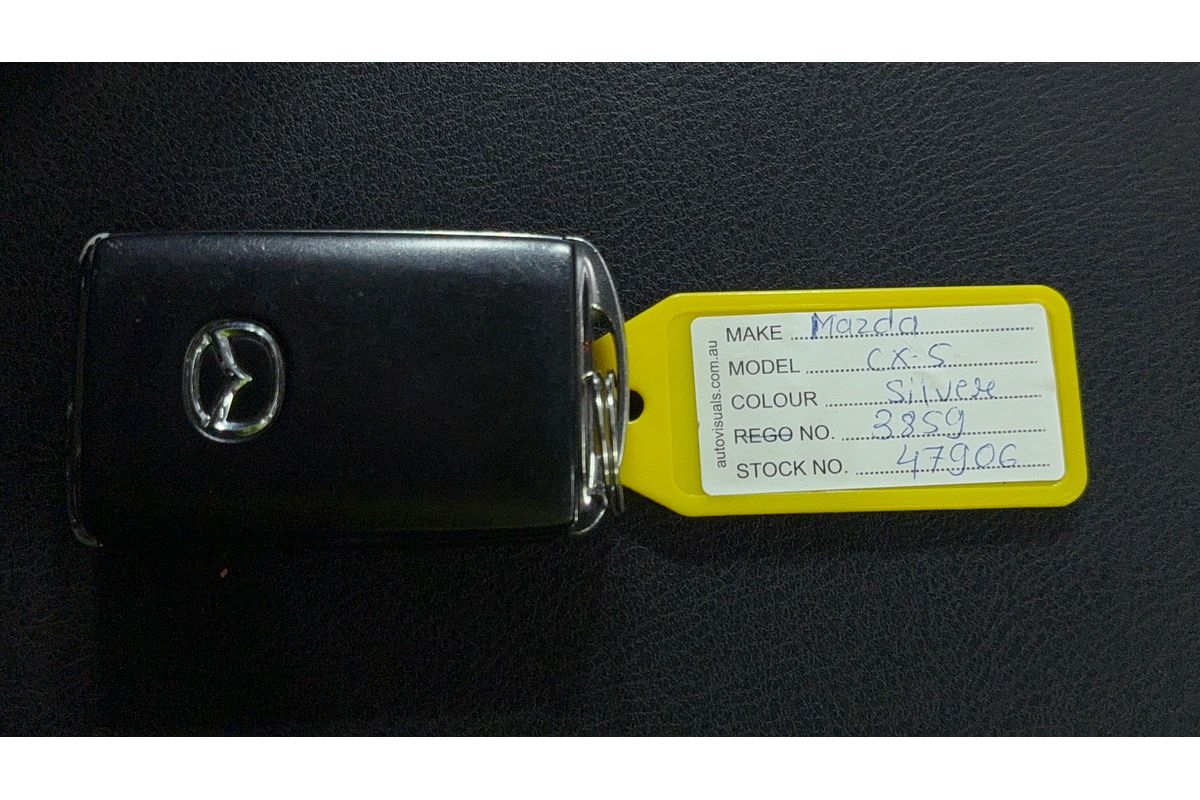 autovisuals.com.au
MAKE Mazda
MODEL CX-5
COLOUR Silver
REGO NO. 3859
STOCK NO. 47906